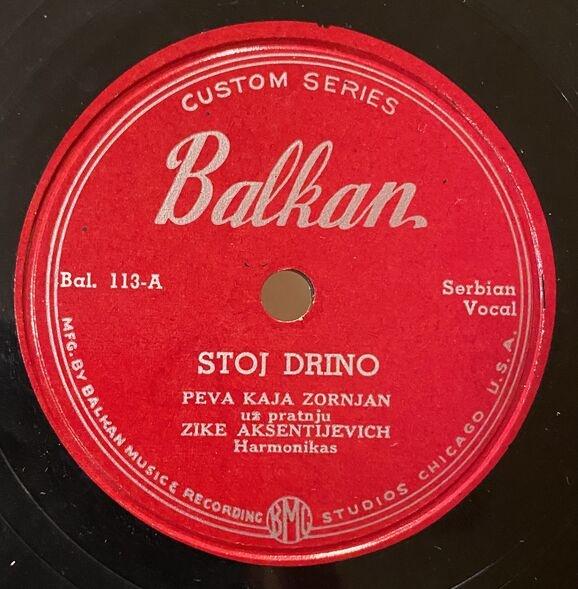 CUSTOM SERIES
Balkan
Bal. 113-A
Serbian
Vocal
STOJ DRINO
PEVA KAJA ZORNJAN
uz pratnju
ZIKE AKSENTIJEVICH
Harmonikas
MFG. BY BALKAN MUSIC & RECORDING BMC STUDIOS CHICAGO U.S.A.